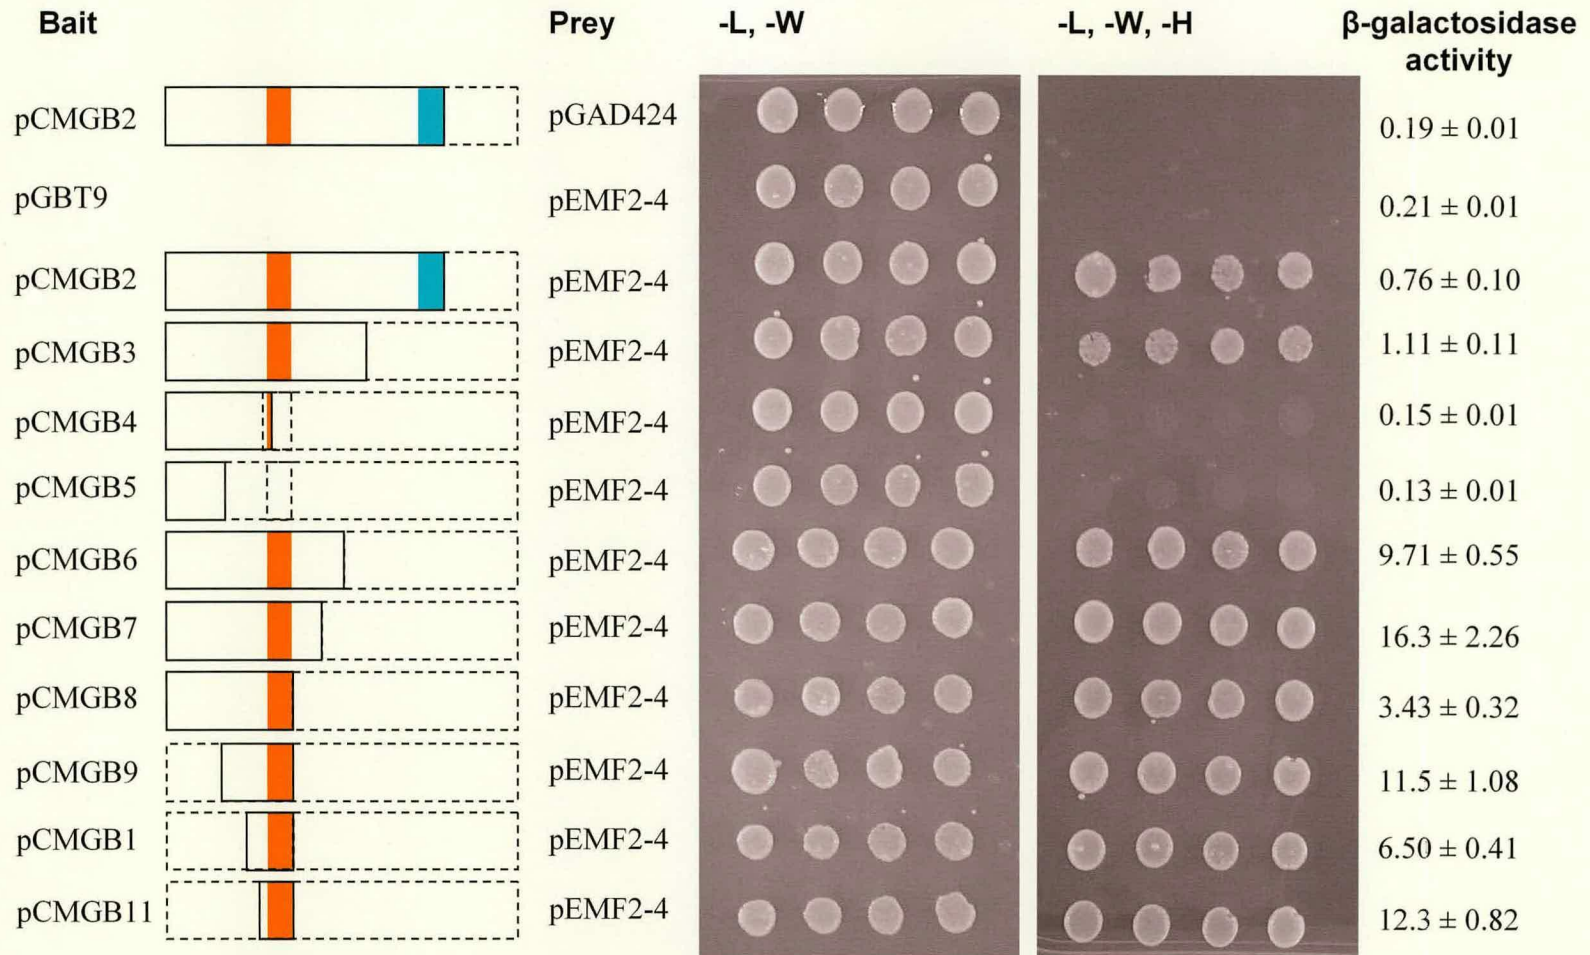 Bait Prey -L, -W -L, -W, -H β-galactosidase
activity
pCMGB2 pGAD424 0.19 ± 0.01
pGBT9 pEMF2-4 0.21 ± 0.01
pCMGB2 pEMF2-4 0.76 ± 0.10
pCMGB3 pEMF2-4 1.11 ± 0.11
pCMGB4 pEMF2-4 0.15 ± 0.01
pCMGB5 pEMF2-4 0.13 ± 0.01
pCMGB6 pEMF2-4 9.71 ± 0.55
pCMGB7 pEMF2-4 16.3 ± 2.26
pCMGB8 pEMF2-4 3.43 ± 0.32
pCMGB9 pEMF2-4 11.5 ± 1.08
pCMGB1 pEMF2-4 6.50 ± 0.41
pCMGB11 pEMF2-4 12.3 ± 0.82